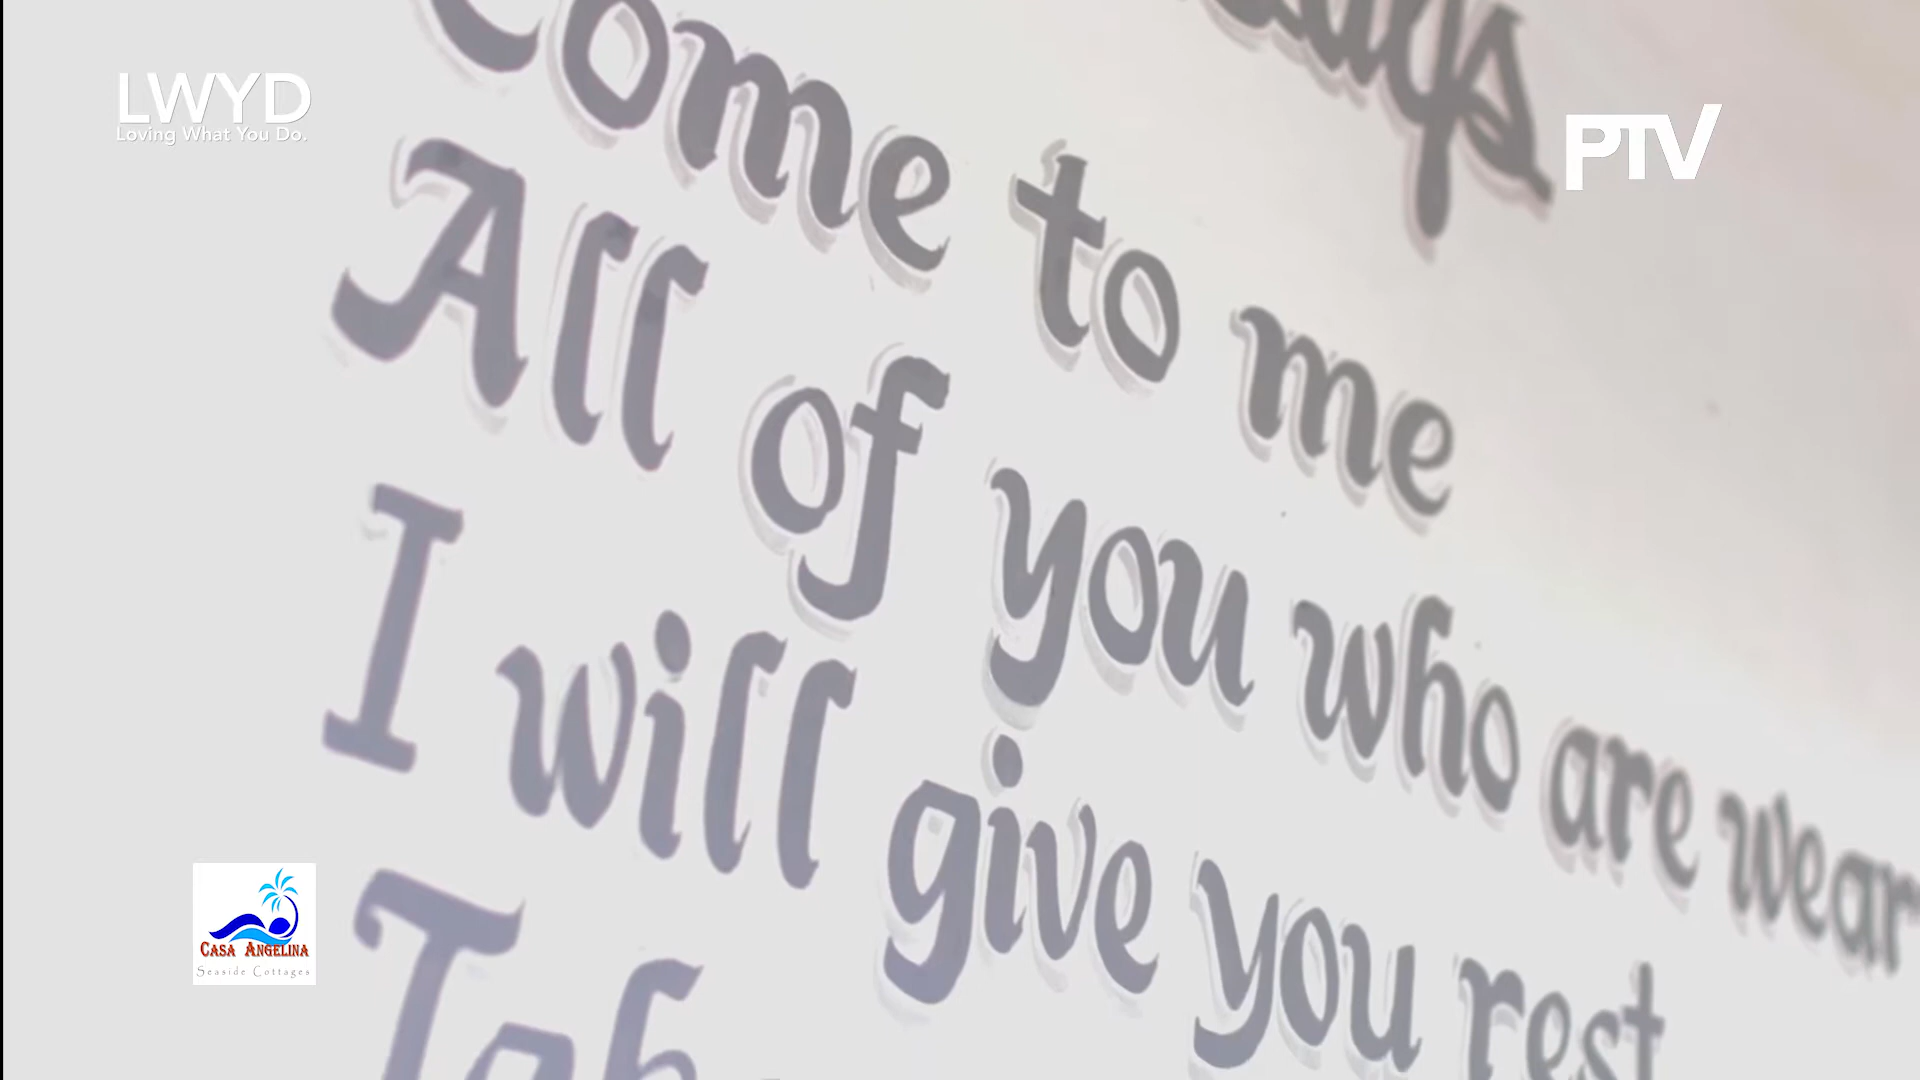 LWYD
Loving What You Do.
PTV
Come to me
All of you who are
I will give you rest
CASA ANGELINA
Seaside Cottages